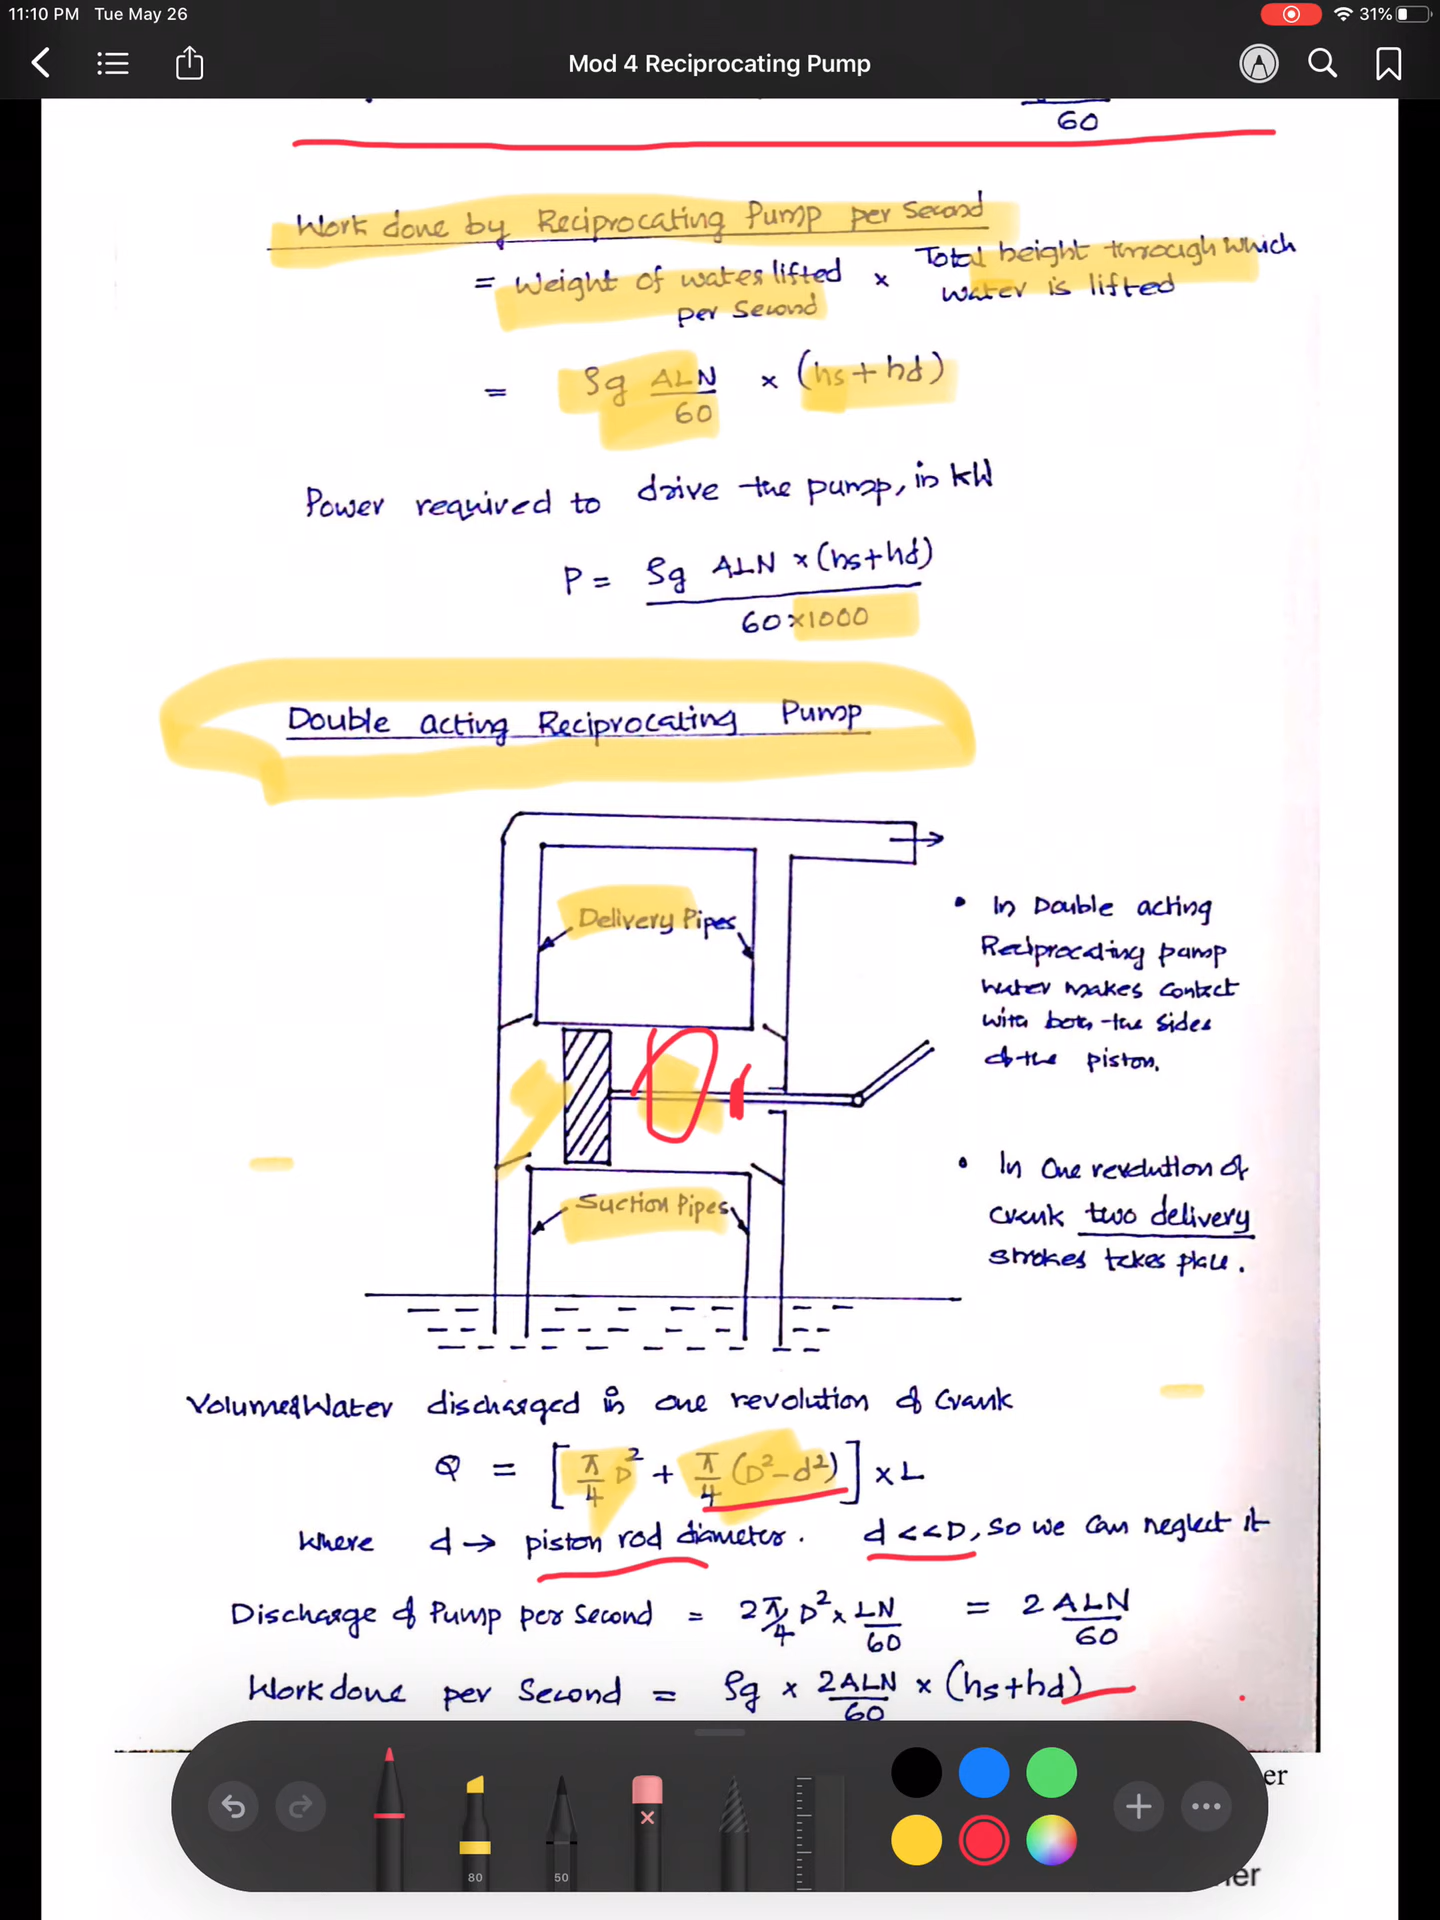 11:10 PM Tue May 26
31%
Mod 4 Reciprocating Pump
60
Work done by Reciprocating Pump per Second
= Weight of water lifted per Second × Total height through which water is lifted
= ρg ALN/60 × (hs+hd)
Power required to drive the pump, in kW
P = ρg ALN × (hs+hd)
60×1000
Double acting Reciprocating Pump
Delivery Pipes
• In Double acting
Reciprocating pump
water makes contact
with both the sides
of the piston.
Suction Pipes
• In One revolution of
crank two delivery
strokes takes place.
Volume of Water discharged in one revolution of Crank
Q = [π/4 D² + π/4 (D²-d²)] × L
where d → piston rod diameter. d <<D, so we can neglect it
Discharge of Pump per Second = 2 π/4 D² × LN/60 = 2 ALN/60
Workdone per Second = ρg × 2ALN/60 × (hs+hd)
er
80
50
er